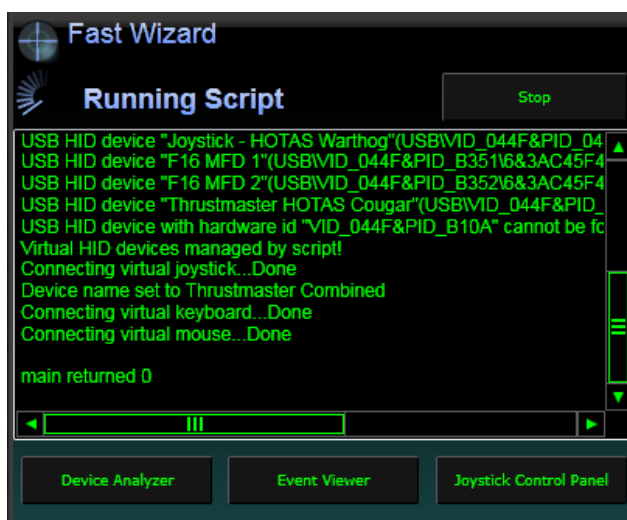 Fast Wizard
Running Script
Stop
USB HID device "Joystick - HOTAS Warthog"(USB\VID_044F&PID_04
USB HID device "F16 MFD 1"(USB\VID_044F&PID_B351\6&3AC45F4
USB HID device "F16 MFD 2"(USB\VID_044F&PID_B352\6&3AC45F4
USB HID device "Thrustmaster HOTAS Cougar"(USB\VID_044F&PID_
USB HID device with hardware id "VID_044F&PID_B10A" cannot be fo
Virtual HID devices managed by script!
Connecting virtual joystick...Done
Device name set to Thrustmaster Combined
Connecting virtual keyboard...Done
Connecting virtual mouse...Done
main returned 0
Device Analyzer
Event Viewer
Joystick Control Panel